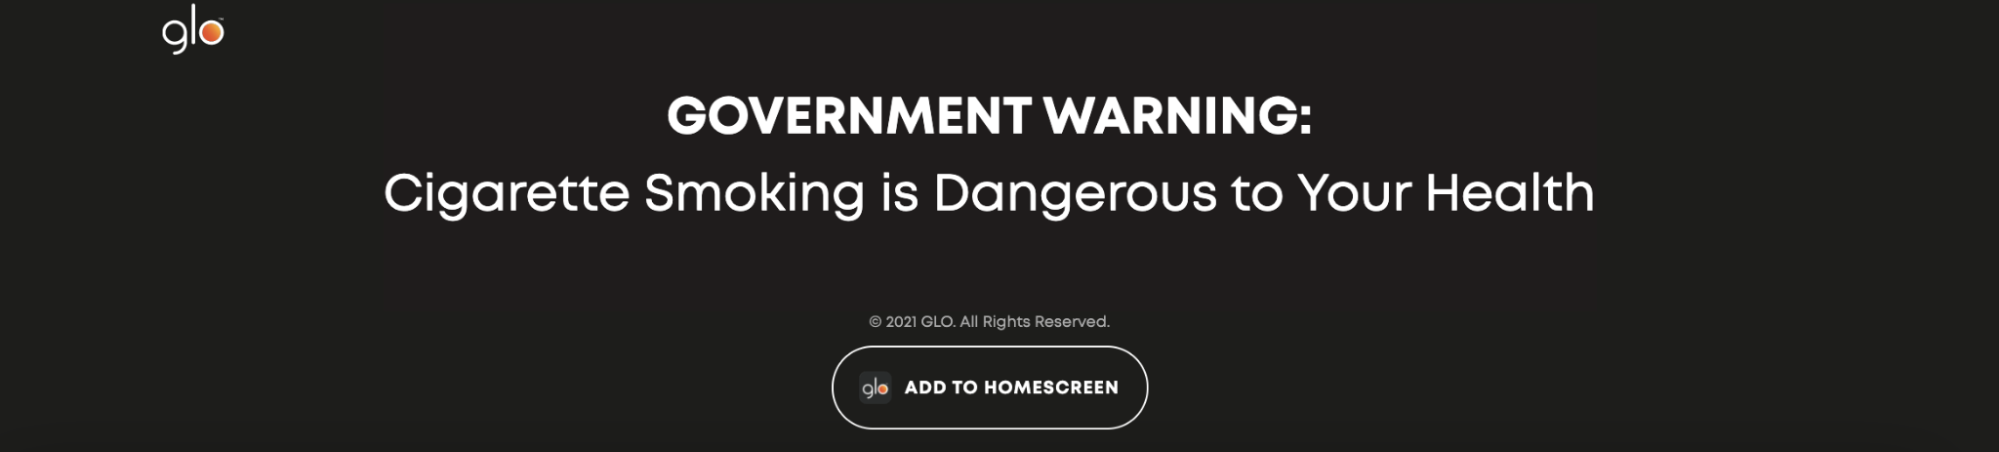 glo
GOVERNMENT WARNING:
Cigarette Smoking is Dangerous to Your Health
© 2021 GLO. All Rights Reserved.
glo ADD TO HOMESCREEN